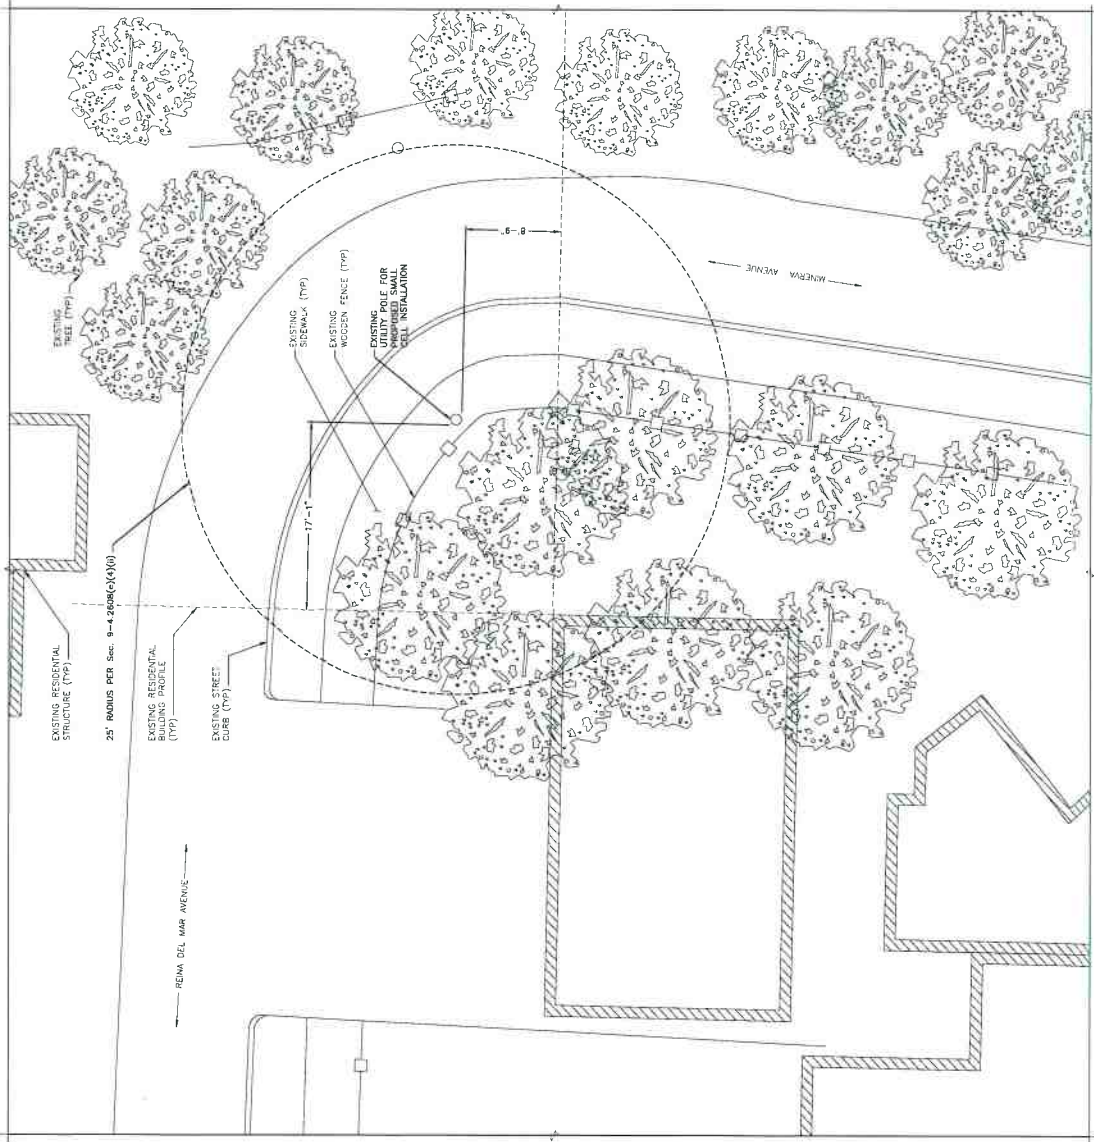 EXISTING
TREE (TYP)
EXISTING
SIDEWALK (TYP)
EXISTING
WOODEN FENCE (TYP)
EXISTING
UTILITY POLE FOR
PROPOSED SMALL
CELL INSTALLATION
8'-9"
17'-1"
MINERVA AVENUE
EXISTING RESIDENTIAL
STRUCTURE (TYP)
25' RADIUS PER Sec. 9-4.2608(e)(4)(ii)
EXISTING RESIDENTIAL
BUILDING PROFILE
(TYP)
EXISTING STREET
CURB (TYP)
REINA DEL MAR AVENUE